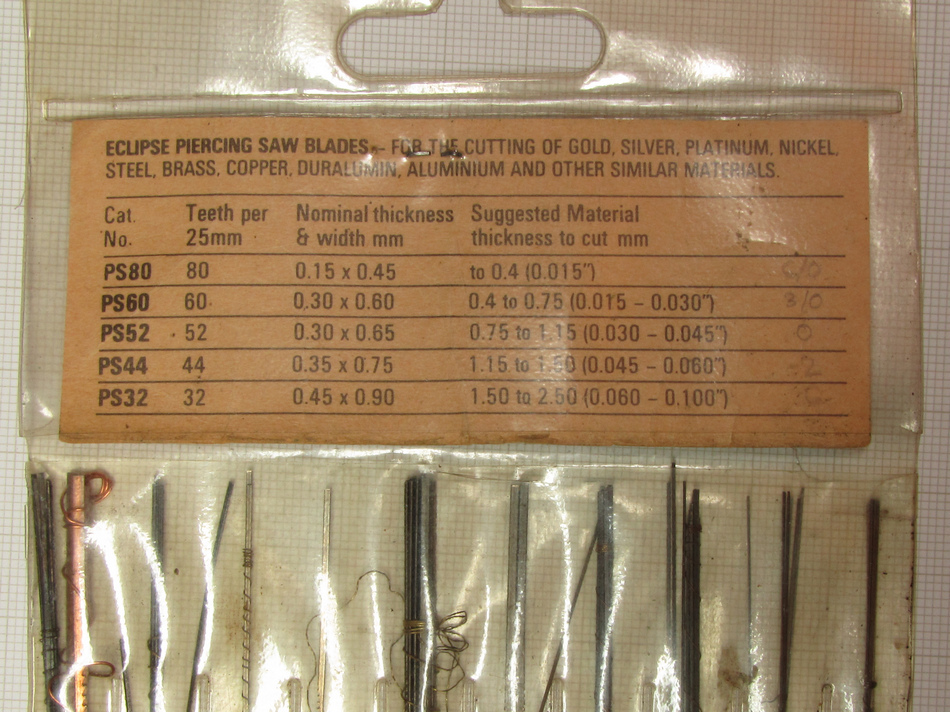 ECLIPSE PIERCING SAW BLADES – FOR THE CUTTING OF GOLD, SILVER, PLATINUM, NICKEL,
STEEL, BRASS, COPPER, DURALUMIN, ALUMINIUM AND OTHER SIMILAR MATERIALS.
Cat. Teeth per Nominal thickness Suggested Material
No. 25mm & width mm thickness to cut mm
PS80 80 0.15 x 0.45 to 0.4 (0.015″)
PS60 60 0.30 x 0.60 0.4 to 0.75 (0.015 – 0.030″) 3/0
PS52 52 0.30 x 0.65 0.75 to 1.15 (0.030 – 0.045″) 0
PS44 44 0.35 x 0.75 1.15 to 1.50 (0.045 – 0.060″) 2
PS32 32 0.45 x 0.90 1.50 to 2.50 (0.060 – 0.100″)